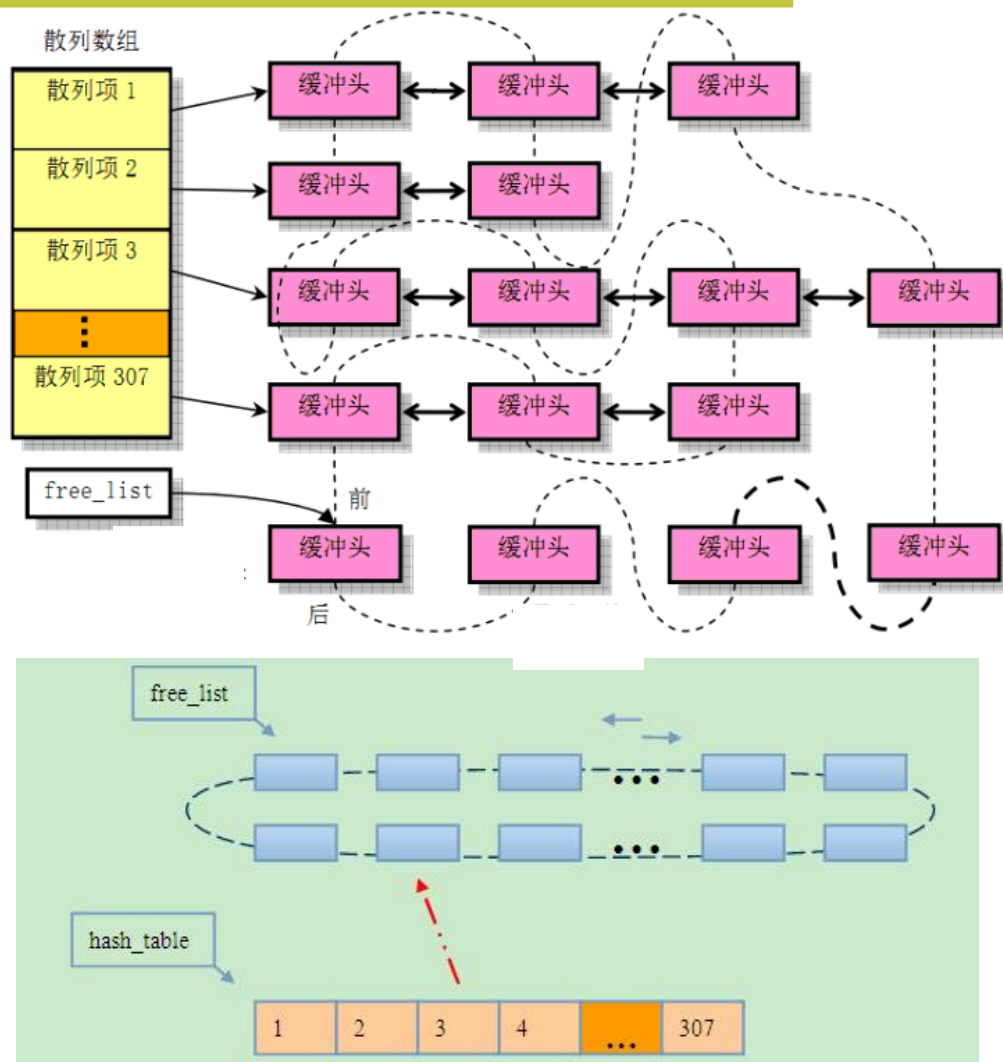 散列数组
散列项 1
缓冲头
缓冲头
缓冲头
散列项 2
缓冲头
缓冲头
散列项 3
缓冲头
缓冲头
缓冲头
缓冲头
⋮
散列项 307
缓冲头
缓冲头
缓冲头
free_list
前
缓冲头
缓冲头
缓冲头
缓冲头
后
free_list
•••
•••
hash_table
1 2 3 4 ... 307